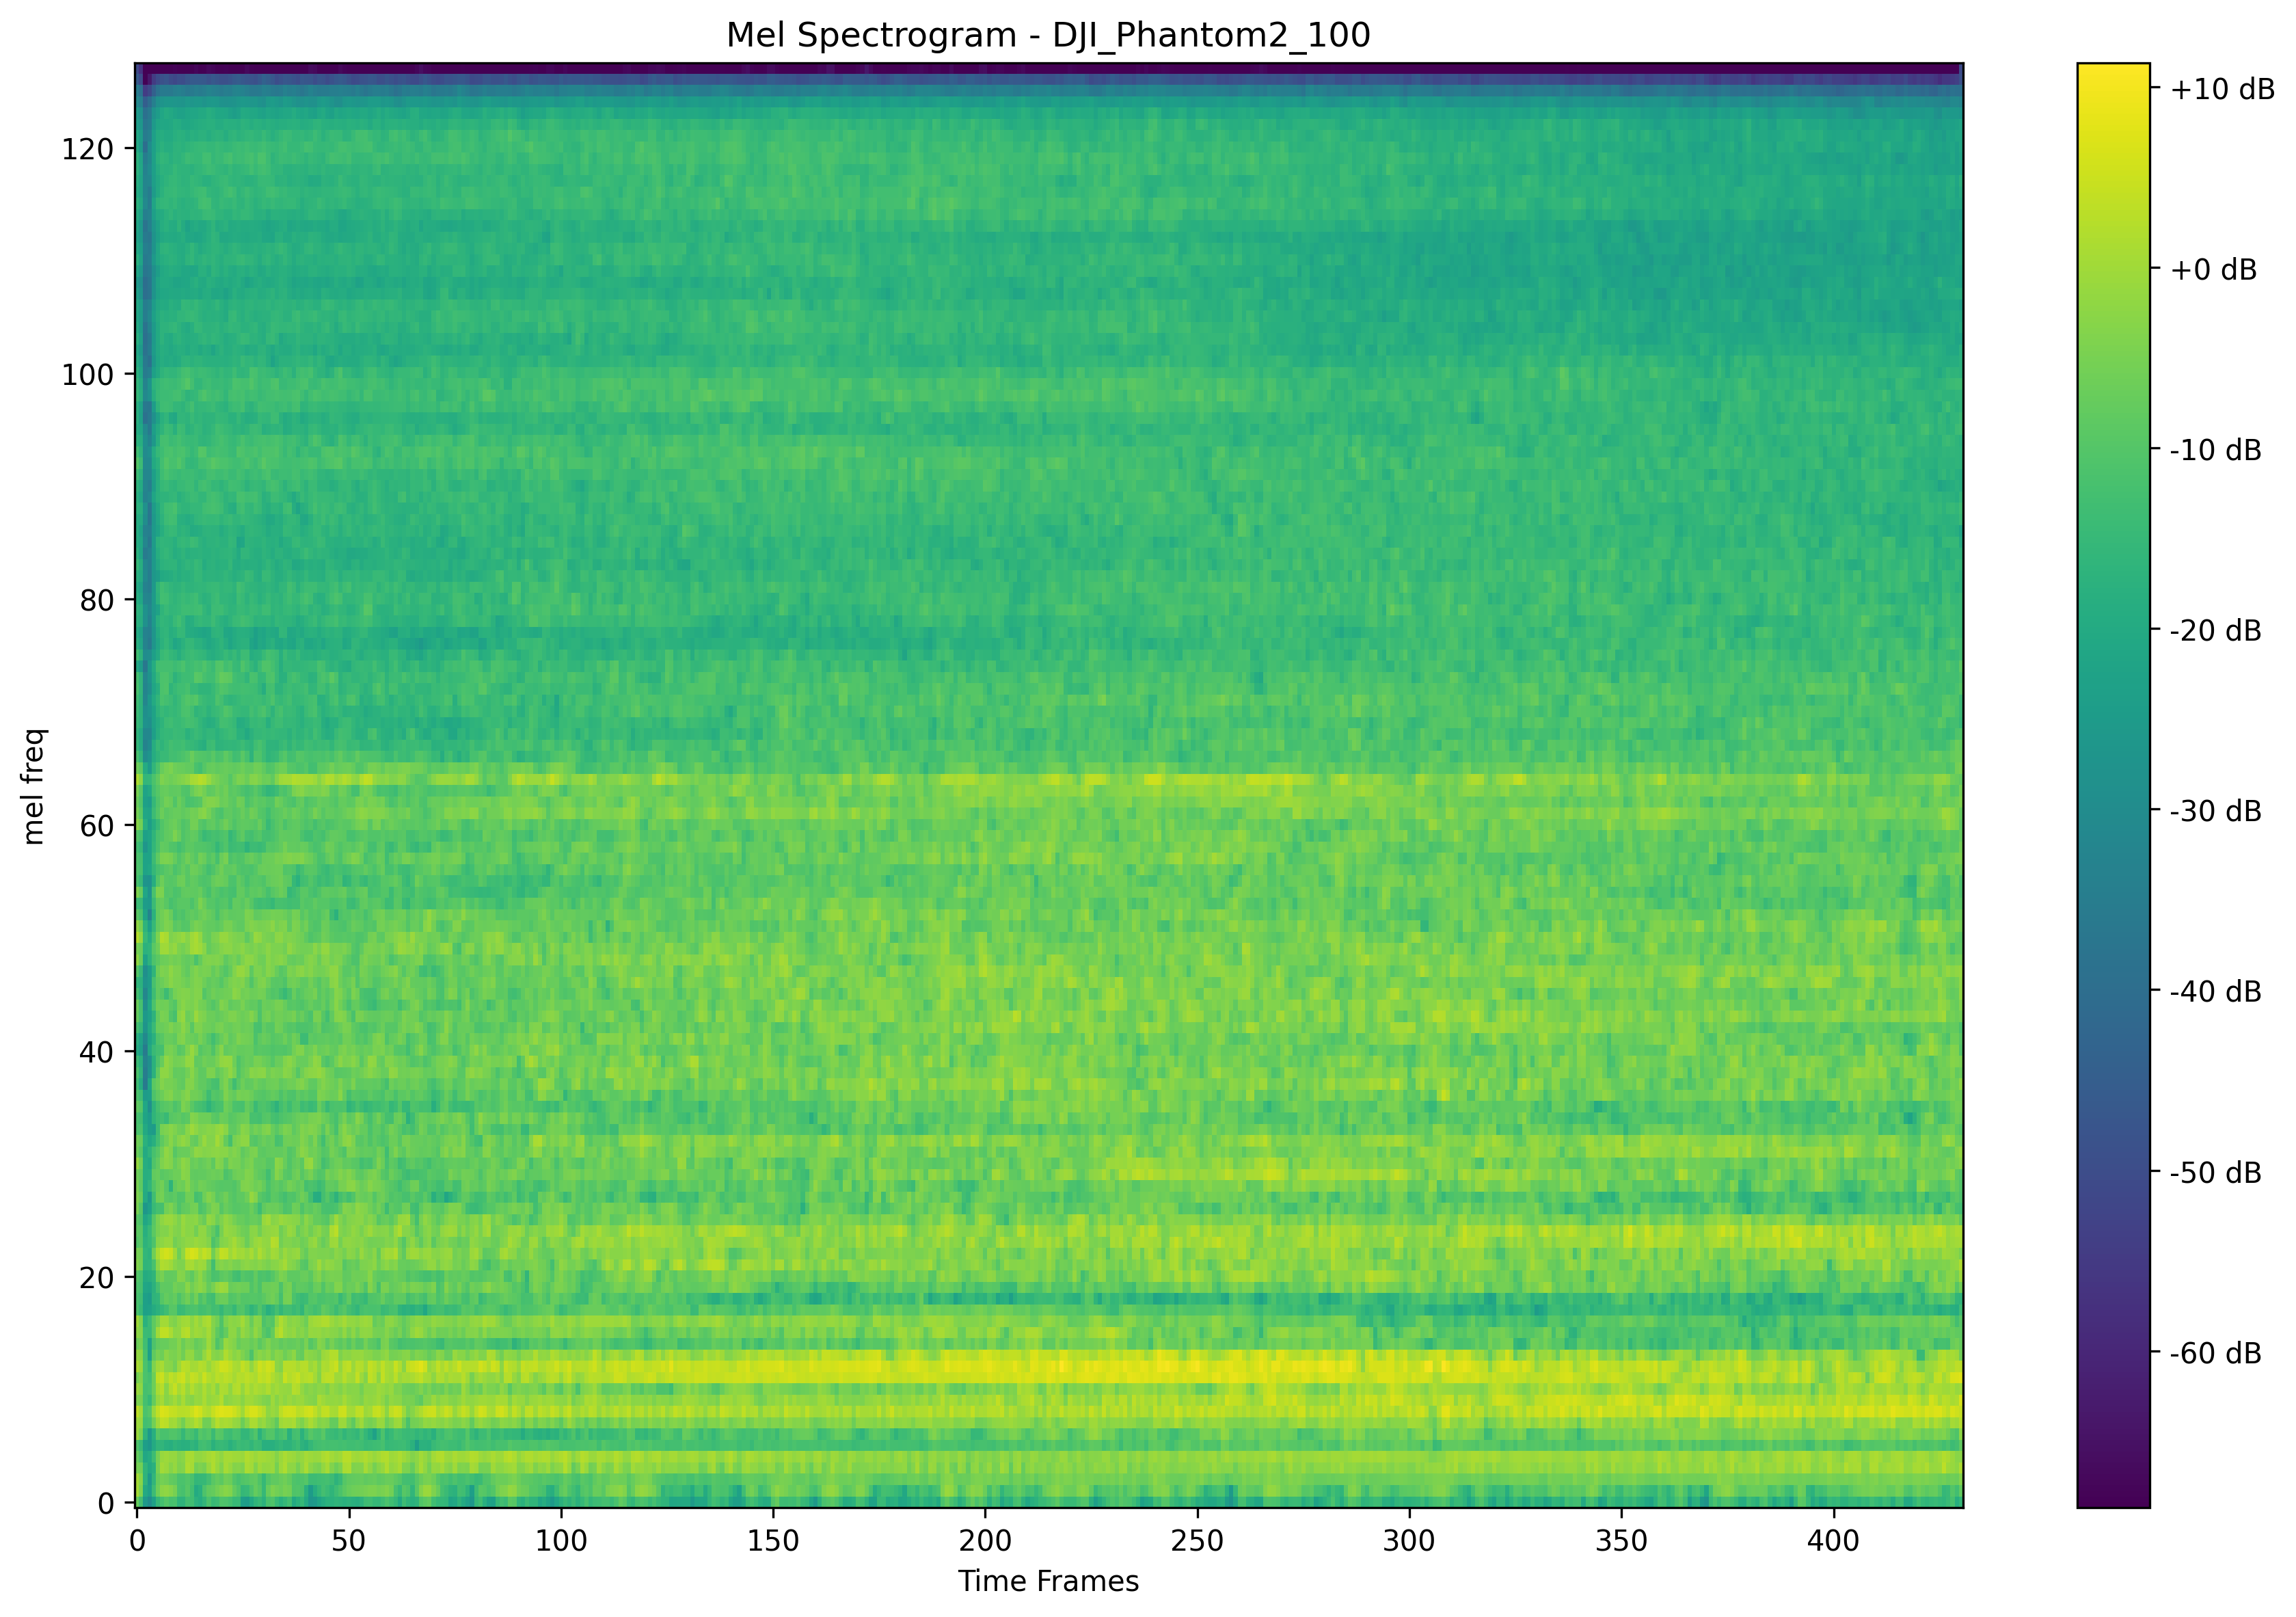 Mel Spectrogram - DJI_Phantom2_100
mel freq
120
100
80
60
40
20
0
0 50 100 150 200 250 300 350 400
Time Frames
+10 dB
+0 dB
-10 dB
-20 dB
-30 dB
-40 dB
-50 dB
-60 dB